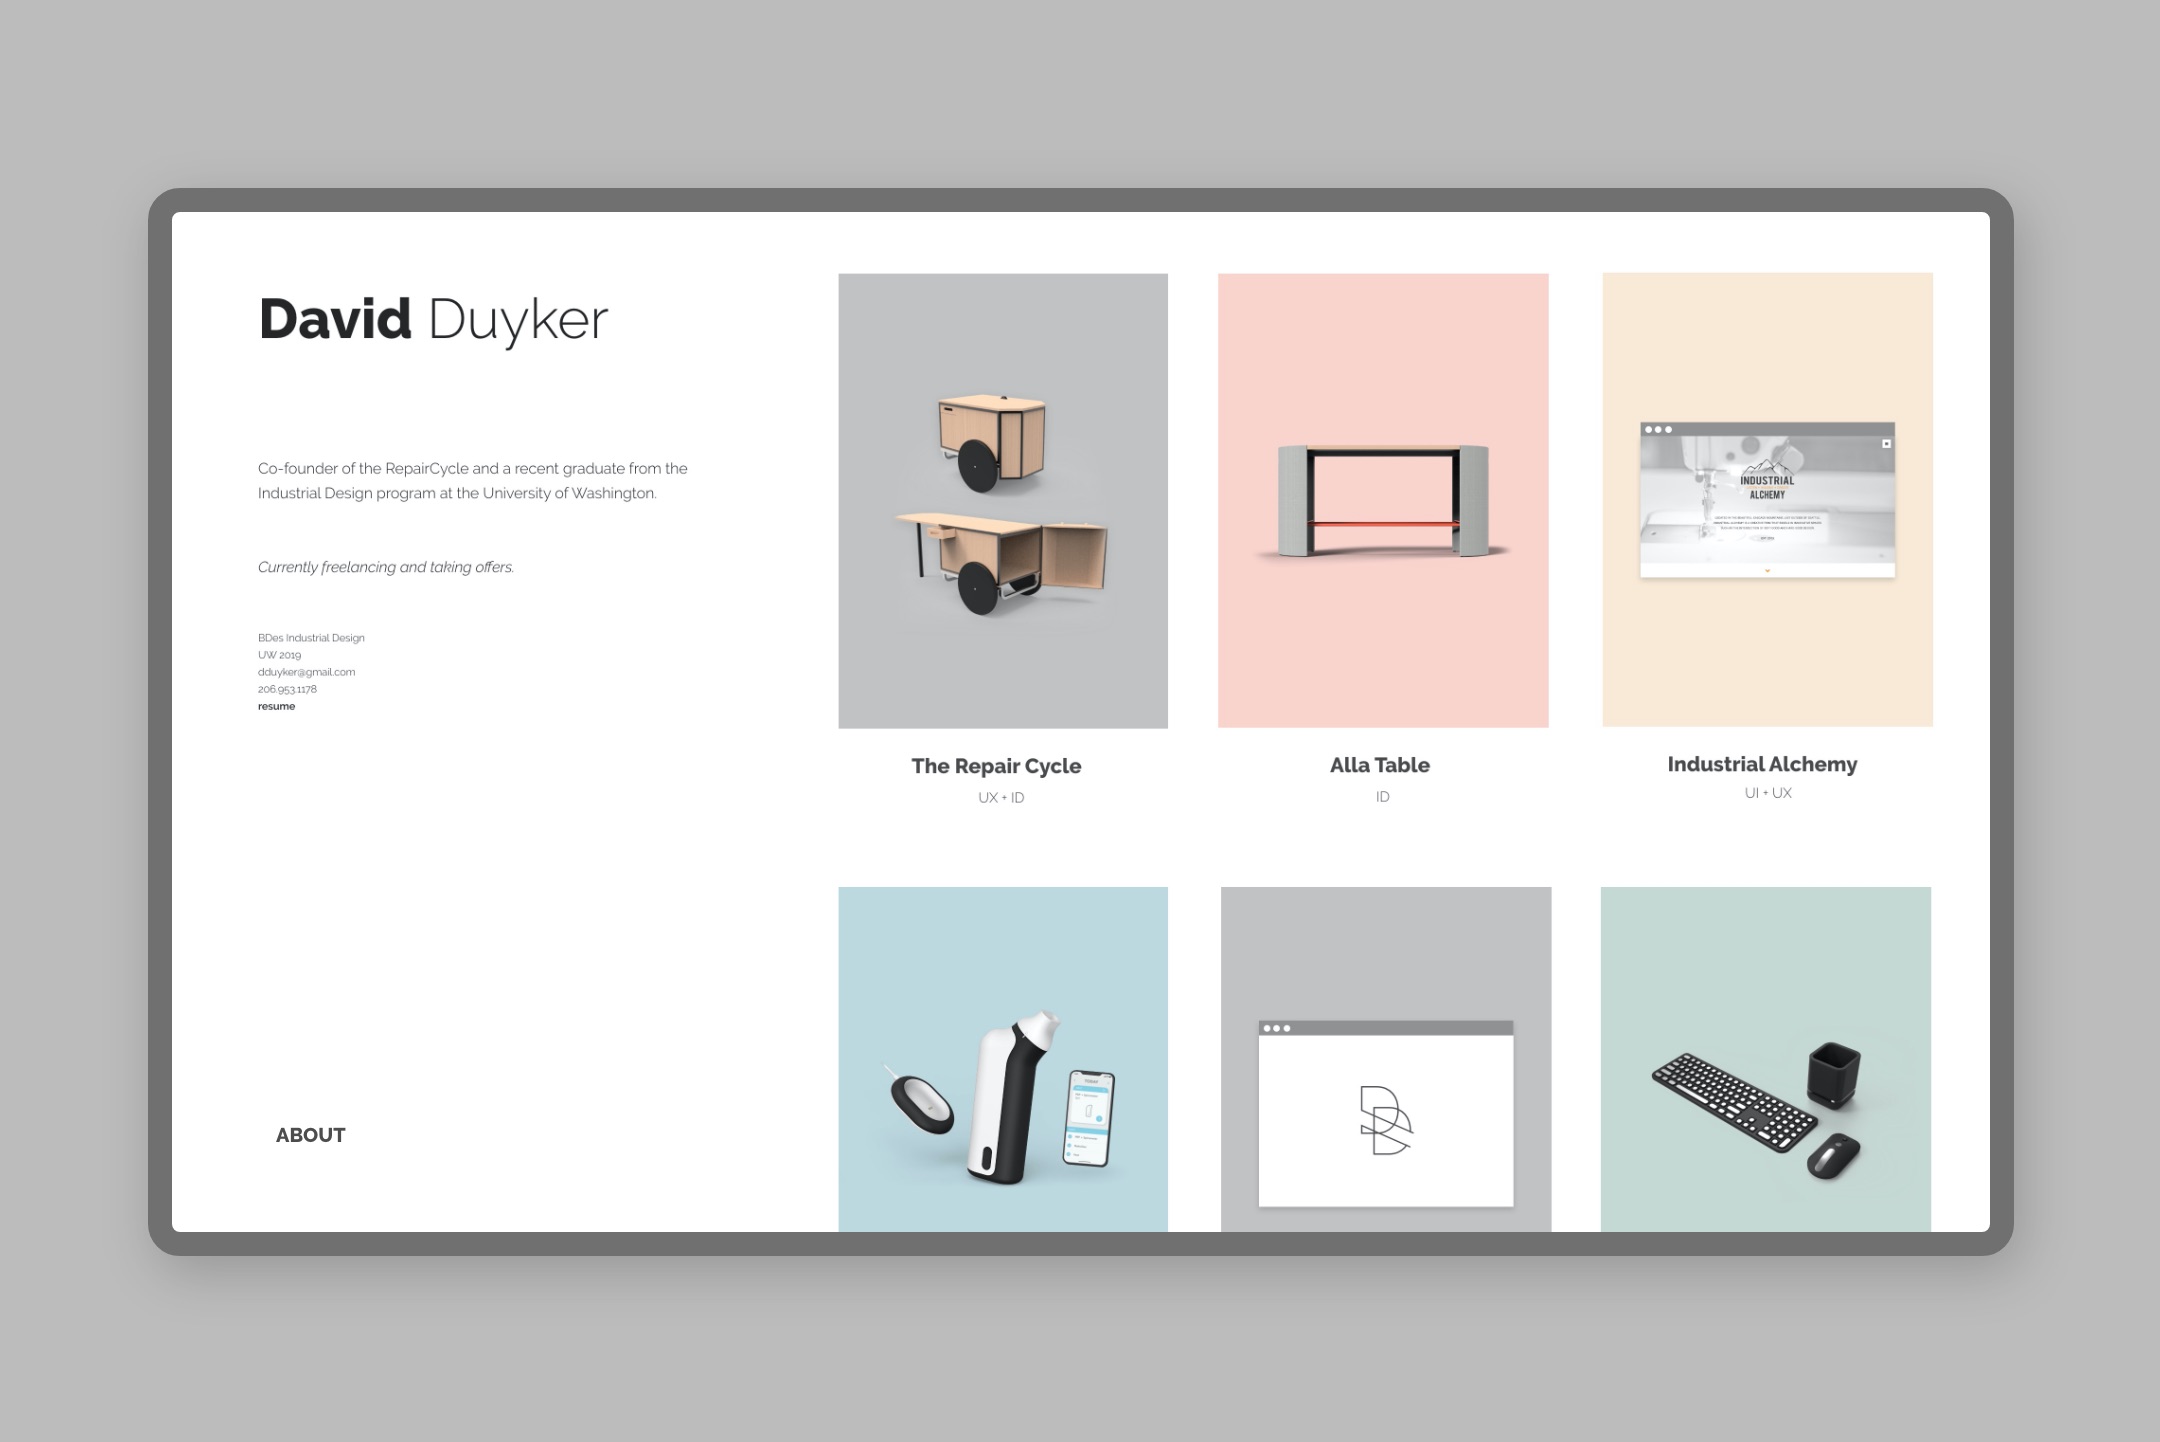 David Duyker
Co-founder of the RepairCycle and a recent graduate from the
Industrial Design program at the University of Washington.
Currently freelancing and taking offers.
BDes Industrial Design
UW 2019
dduyker@gmail.com
206.953.1178
resume
ABOUT
INDUSTRIAL
ALCHEMY
The Repair Cycle
UX + ID
Alla Table
ID
Industrial Alchemy
UI + UX